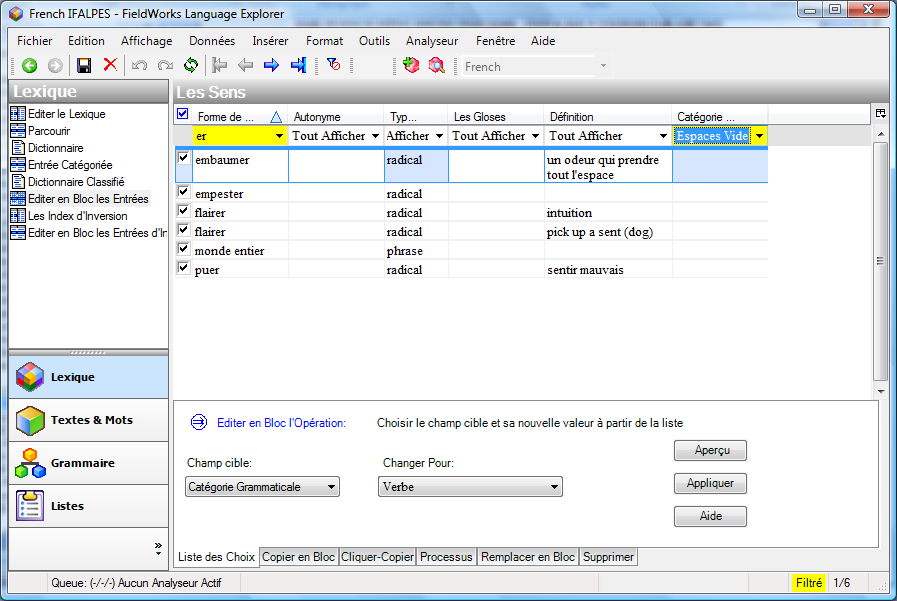 French IFALPES - FieldWorks Language Explorer
Fichier Edition Affichage Données Insérer Format Outils Analyseur Fenêtre Aide
French
Lexique
Editer le Lexique
Parcourir
Dictionnaire
Entrée Catégoriée
Dictionnaire Classifié
Editer en Bloc les Entrées
Les Index d'Inversion
Editer en Bloc les Entrées d'In
Lexique
Textes & Mots
Grammaire
Listes
»
Les Sens
Forme de ... Autonyme Typ... Les Gloses Définition Catégorie ...
er Tout Afficher Afficher Tout Afficher Tout Afficher Espaces Vide
embaumer radical un odeur qui prendre
tout l'espace
empester radical
flairer radical intuition
flairer radical pick up a sent (dog)
monde entier phrase
puer radical sentir mauvais
Editer en Bloc l'Opération: Choisir le champ cible et sa nouvelle valeur à partir de la liste
Champ cible: Changer Pour:
Catégorie Grammaticale Verbe
Aperçu
Appliquer
Aide
Liste des Choix Copier en Bloc Cliquer-Copier Processus Remplacer en Bloc Supprimer
Queue: (-/-/-) Aucun Analyseur Actif Filtré 1/6